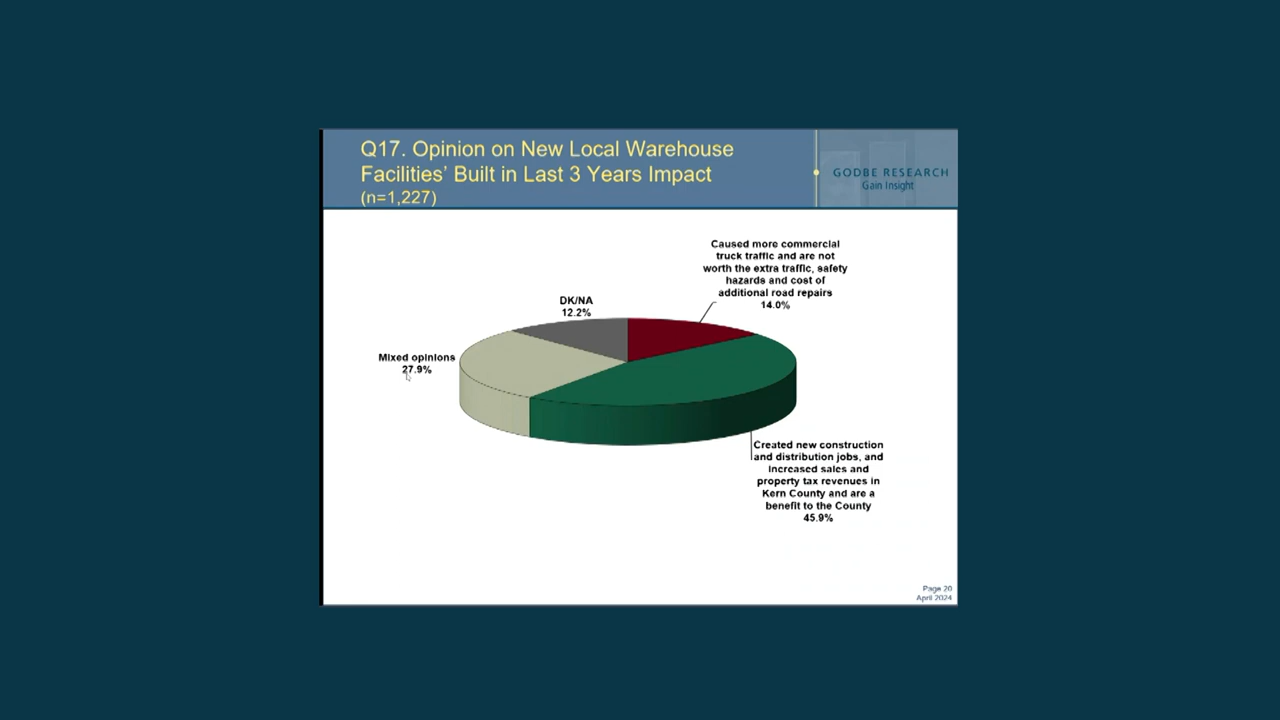 Q17. Opinion on New Local Warehouse
Facilities' Built in Last 3 Years Impact
(n=1,227)
GODBE RESEARCH
Gain Insight
Caused more commercial
truck traffic and are not
worth the extra traffic, safety
hazards and cost of
additional road repairs
14.0%
DK/NA
12.2%
Mixed opinions
27.9%
Created new construction
and distribution jobs, and
increased sales and
property tax revenues in
Kern County and are a
benefit to the County
45.9%
Page 20
April 2024